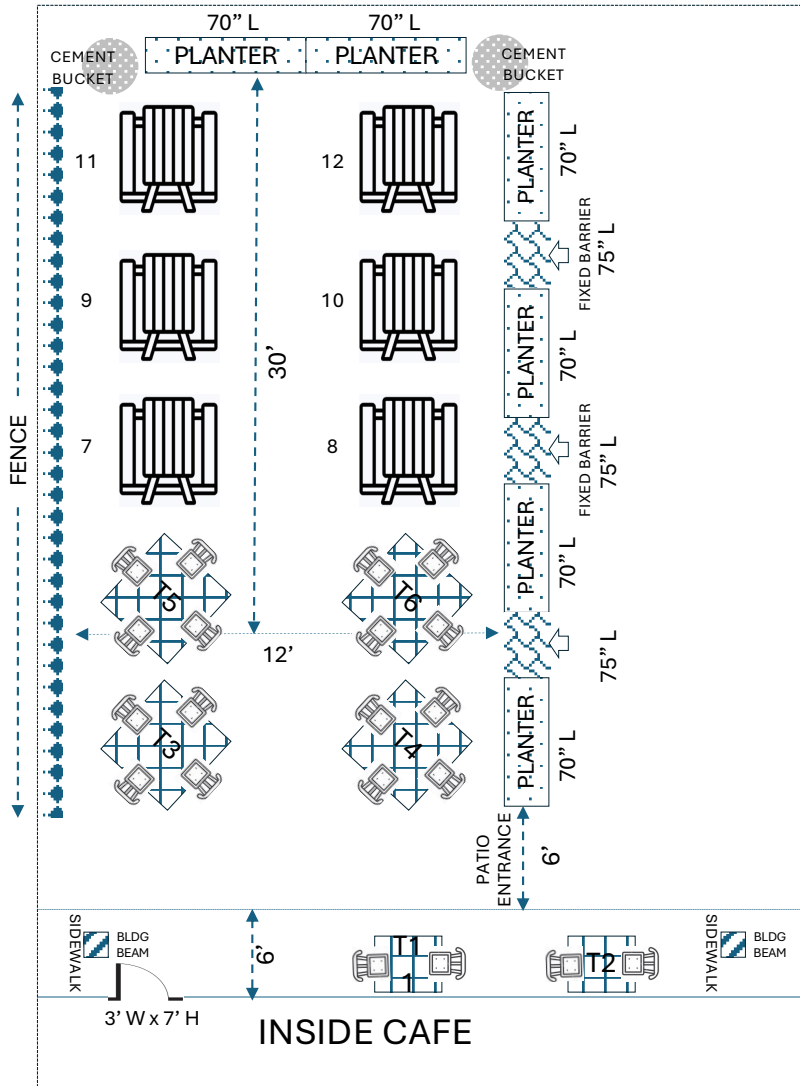 70” L
70” L
CEMENT
BUCKET
PLANTER
PLANTER
CEMENT
BUCKET
11
12
PLANTER
70” L
FIXED BARRIER
75” L
9
10
30’
PLANTER
70” L
FENCE
7
8
FIXED BARRIER
75” L
PLANTER
70” L
T5
T6
12’
75” L
T3
T4
PLANTER
70” L
PATIO
ENTRANCE
6’
SIDEWALK
BLDG
BEAM
6’
T1
1
T2
SIDEWALK
BLDG
BEAM
3’ W x 7’ H
INSIDE CAFE